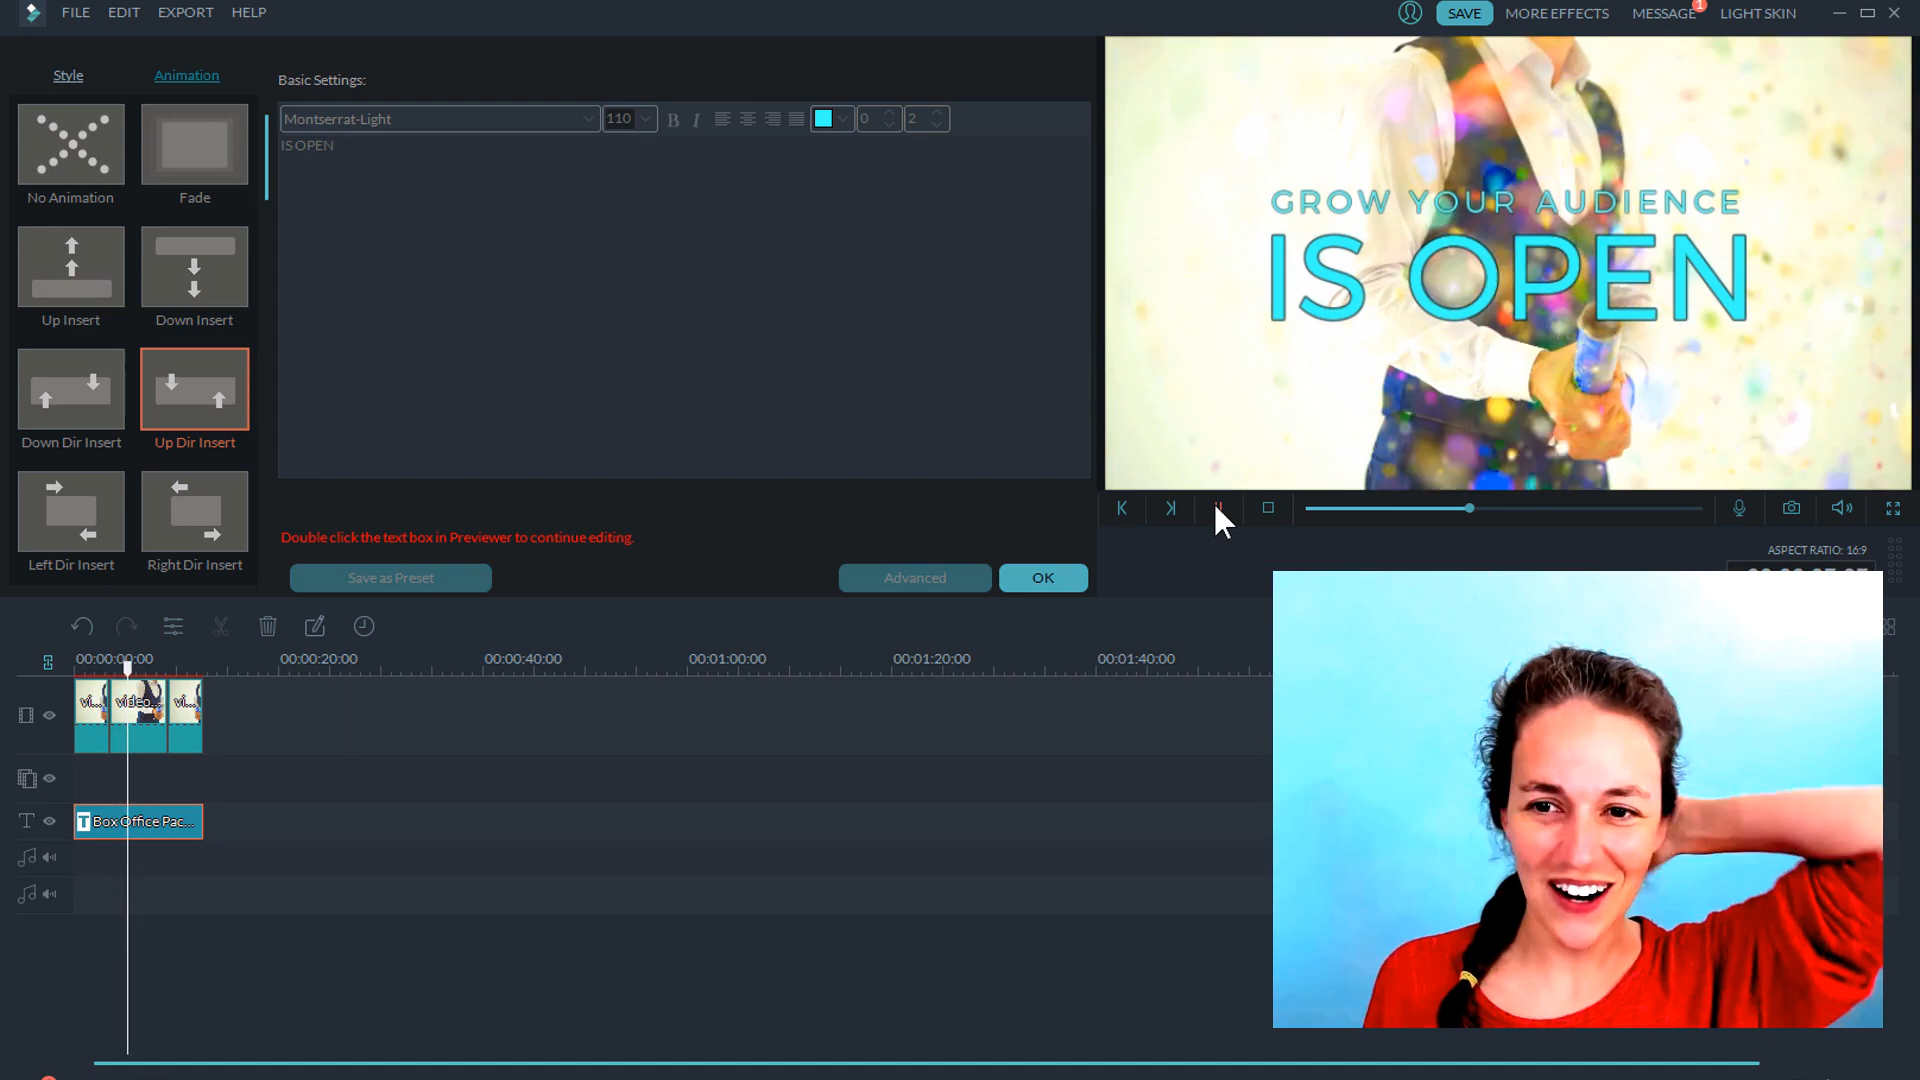 FILE EDIT EXPORT HELP
SAVE MORE EFFECTS MESSAGE 1 LIGHT SKIN
Style Animation
Basic Settings:
Montserrat-Light 110 B I 0 2
IS OPEN
No Animation Fade
Up Insert Down Insert
Down Dir Insert Up Dir Insert
Left Dir Insert Right Dir Insert
Double click the text box in Previewer to continue editing.
Save as Preset Advanced OK
GROW YOUR AUDIENCE
IS OPEN
ASPECT RATIO: 16:9
00:00:00:00 00:00:20:00 00:00:40:00 00:01:00:00 00:01:20:00 00:01:40:00
vi... video... vi...
T Box Office Pac...